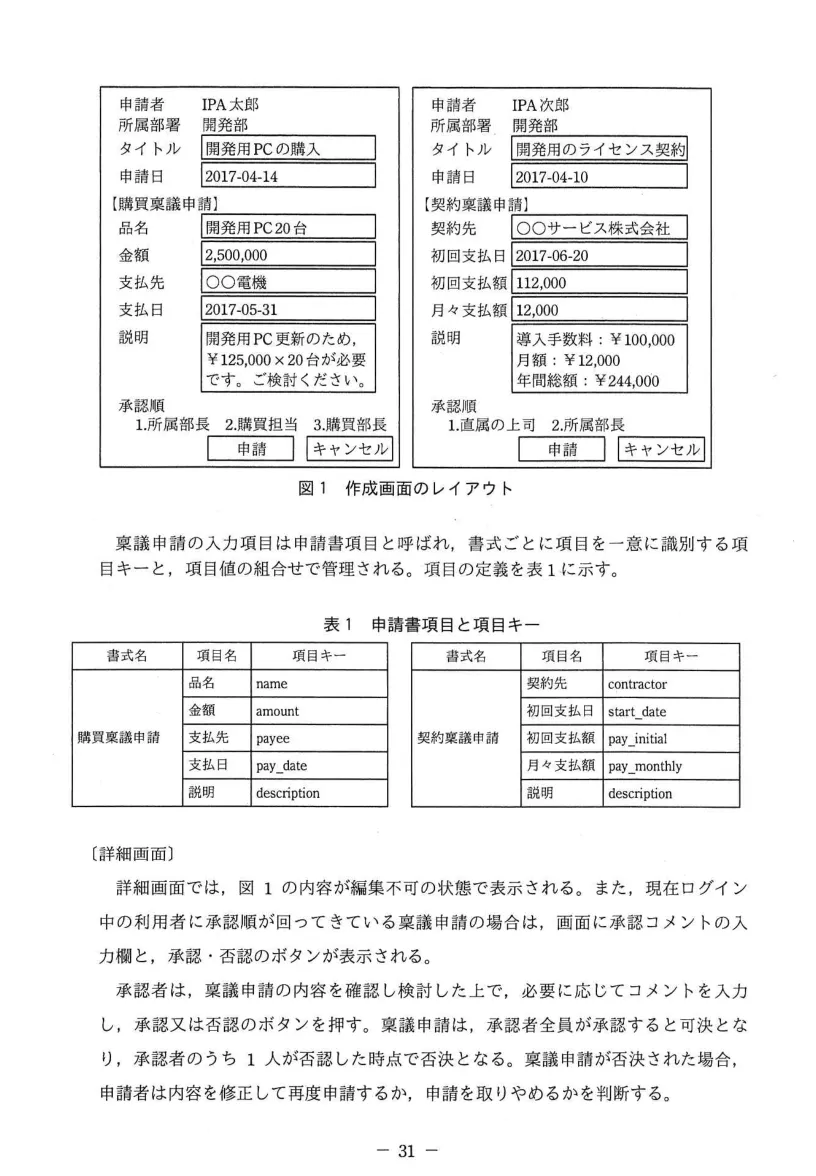 申請者 IPA太郎
所属部署 開発部
タイトル 開発用PCの購入
申請日 2017-04-14
【購買稟議申請】
品名 開発用PC20台
金額 2,500,000
支払先 〇〇電機
支払日 2017-05-31
説明 開発用PC更新のため,
￥125,000×20台が必要
です。ご検討ください。
承認順
1.所属部長 2.購買担当 3.購買部長
申請 キャンセル
申請者 IPA次郎
所属部署 開発部
タイトル 開発用のライセンス契約
申請日 2017-04-10
【契約稟議申請】
契約先 〇〇サービス株式会社
初回支払日 2017-06-20
初回支払額 112,000
月々支払額 12,000
説明 導入手数料：￥100,000
月額：￥12,000
年間総額：￥244,000
承認順
1.直属の上司 2.所属部長
申請 キャンセル
図1 作成画面のレイアウト
稟議申請の入力項目は申請書項目と呼ばれ，書式ごとに項目を一意に識別する項
目キーと，項目値の組合せで管理される。項目の定義を表1に示す。
表1 申請書項目と項目キー
書式名 項目名 項目キー
購買稟議申請
品名 name
金額 amount
支払先 payee
支払日 pay_date
説明 description
書式名 項目名 項目キー
契約稟議申請
契約先 contractor
初回支払日 start_date
初回支払額 pay_initial
月々支払額 pay_monthly
説明 description
〔詳細画面〕
詳細画面では，図 1 の内容が編集不可の状態で表示される。また，現在ログイン
中の利用者に承認順が回ってきている稟議申請の場合は，画面に承認コメントの入
力欄と，承認・否認のボタンが表示される。
承認者は，稟議申請の内容を確認し検討した上で，必要に応じてコメントを入力
し，承認又は否認のボタンを押す。稟議申請は，承認者全員が承認すると可決とな
り，承認者のうち 1 人が否認した時点で否決となる。稟議申請が否決された場合，
申請者は内容を修正して再度申請するか，申請を取りやめるかを判断する。
－ 31 －